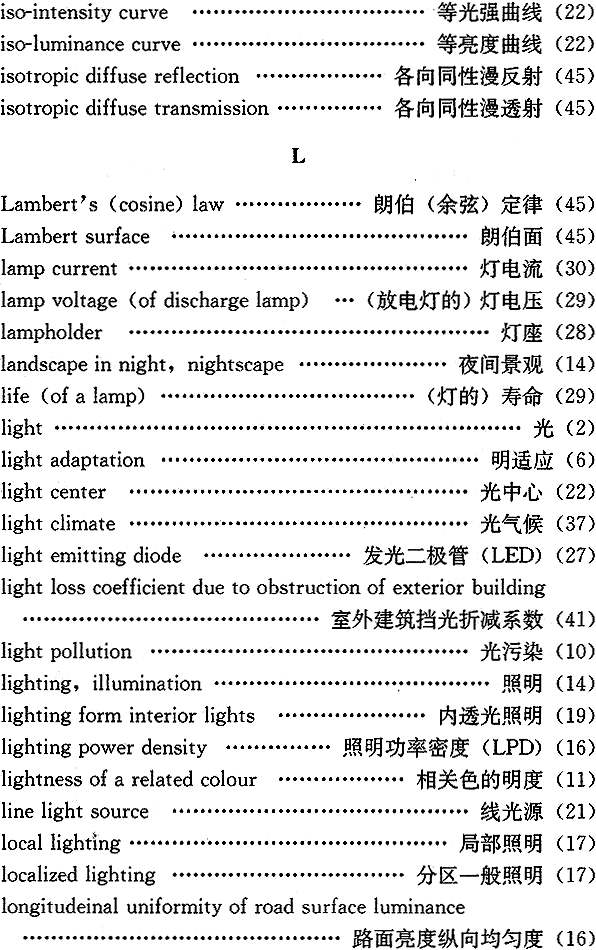 iso-intensity curve ⋯⋯⋯⋯⋯⋯⋯⋯ 等光强曲线（22）
iso-luminance curve ⋯⋯⋯⋯⋯⋯⋯⋯ 等亮度曲线（22）
isotropic diffuse reflection ⋯⋯⋯⋯⋯⋯ 各向同性漫反射（45）
isotropic diffuse transmission ⋯⋯⋯⋯⋯ 各向同性漫透射（45）
L
Lambert's（cosine）law ⋯⋯⋯⋯⋯⋯ 朗伯（余弦）定律（45）
Lambert surface ⋯⋯⋯⋯⋯⋯⋯⋯⋯⋯ 朗伯面（45）
lamp current ⋯⋯⋯⋯⋯⋯⋯⋯⋯⋯⋯ 灯电流（30）
lamp voltage（of discharge lamp） ⋯（放电灯的）灯电压（29）
lampholder ⋯⋯⋯⋯⋯⋯⋯⋯⋯⋯⋯⋯ 灯座（28）
landscape in night，nightscape ⋯⋯⋯⋯⋯ 夜间景观（14）
life（of a lamp）⋯⋯⋯⋯⋯⋯⋯⋯⋯（灯的）寿命（29）
light ⋯⋯⋯⋯⋯⋯⋯⋯⋯⋯⋯⋯⋯⋯⋯ 光（2）
light adaptation ⋯⋯⋯⋯⋯⋯⋯⋯⋯⋯ 明适应（6）
light center ⋯⋯⋯⋯⋯⋯⋯⋯⋯⋯⋯ 光中心（22）
light climate ⋯⋯⋯⋯⋯⋯⋯⋯⋯⋯⋯ 光气候（37）
light emitting diode ⋯⋯⋯⋯⋯ 发光二极管（LED）（27）
light loss coefficient due to obstruction of exterior building
⋯⋯⋯⋯⋯⋯⋯⋯⋯⋯ 室外建筑挡光折减系数（41）
light pollution ⋯⋯⋯⋯⋯⋯⋯⋯⋯⋯ 光污染（10）
lighting，illumination ⋯⋯⋯⋯⋯⋯⋯⋯⋯ 照明（14）
lighting form interior lights ⋯⋯⋯⋯⋯ 内透光照明（19）
lighting power density ⋯⋯⋯⋯ 照明功率密度（LPD）（16）
lightness of a related colour ⋯⋯⋯⋯⋯ 相关色的明度（11）
line light source ⋯⋯⋯⋯⋯⋯⋯⋯⋯⋯ 线光源（21）
local lighting ⋯⋯⋯⋯⋯⋯⋯⋯⋯⋯⋯ 局部照明（17）
localized lighting ⋯⋯⋯⋯⋯⋯⋯⋯ 分区一般照明（17）
longitudeinal uniformity of road surface luminance
⋯⋯⋯⋯⋯⋯⋯⋯⋯⋯⋯ 路面亮度纵向均匀度（16）